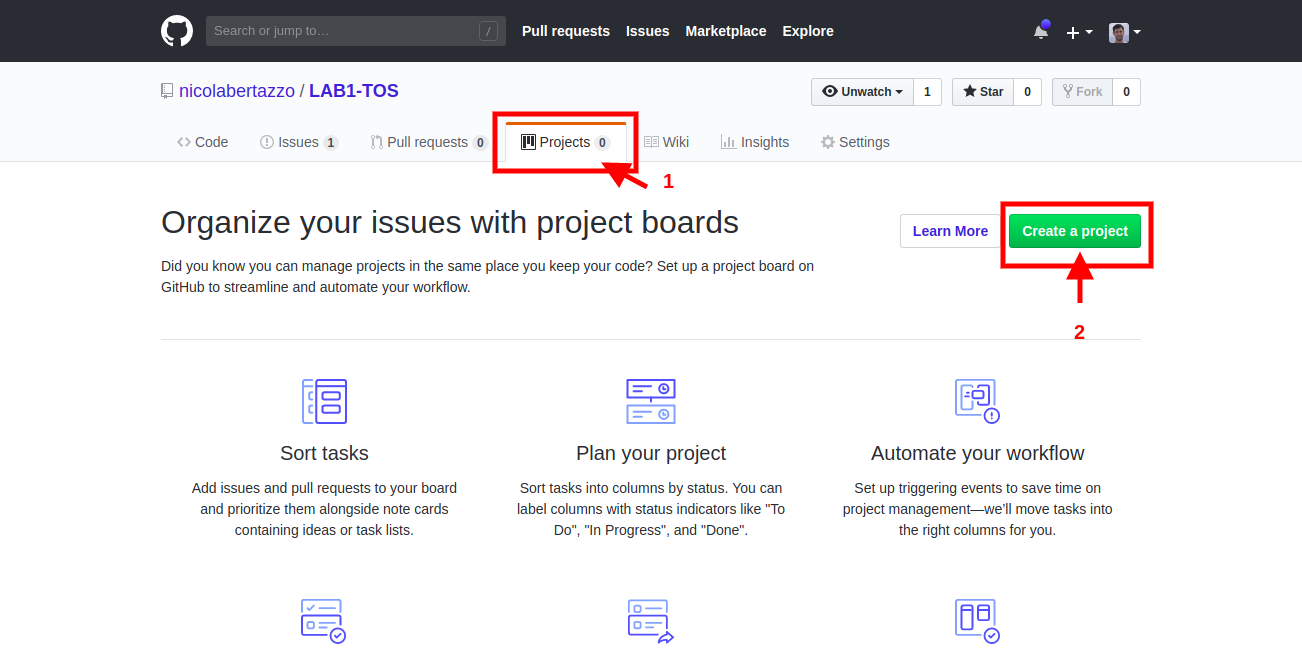 Search or jump to… /
Pull requests Issues Marketplace Explore
nicolabertazzo / LAB1-TOS
Unwatch 1 Star 0 Fork 0
Code Issues 1 Pull requests 0 Projects 0 Wiki Insights Settings
1
Organize your issues with project boards
Learn More Create a project
Did you know you can manage projects in the same place you keep your code? Set up a project board on
GitHub to streamline and automate your workflow.
2
Sort tasks
Add issues and pull requests to your board
and prioritize them alongside note cards
containing ideas or task lists.
Plan your project
Sort tasks into columns by status. You can
label columns with status indicators like "To
Do", "In Progress", and "Done".
Automate your workflow
Set up triggering events to save time on
project management—we’ll move tasks into
the right columns for you.